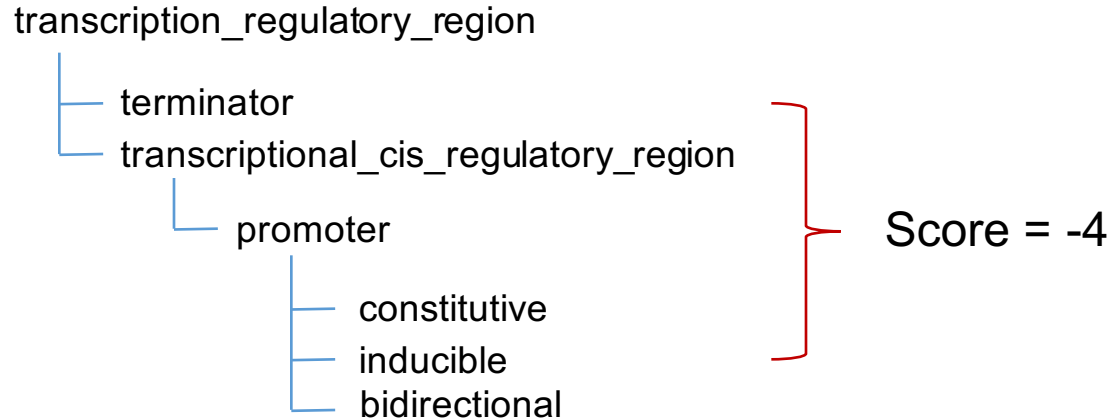 transcription_regulatory_region
terminator
transcriptional_cis_regulatory_region
promoter
Score = -4
constitutive
inducible
bidirectional